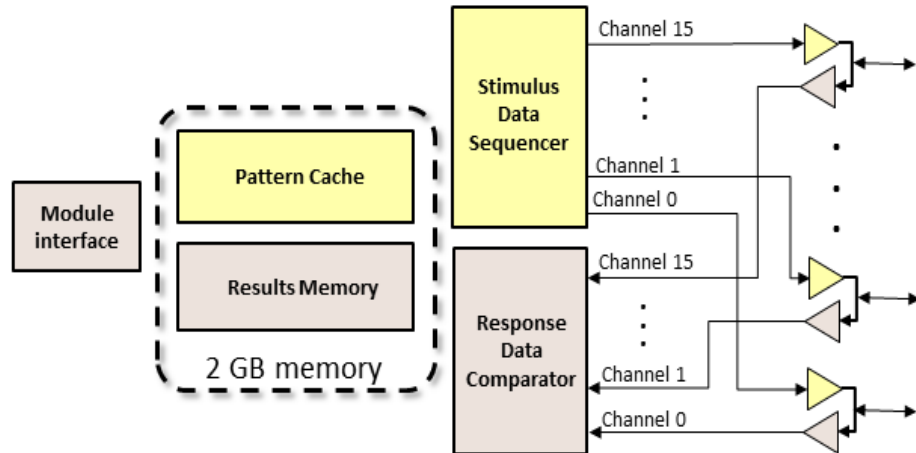 Channel 15
Stimulus
Data
Sequencer
Pattern Cache
Channel 1
Module
interface
Channel 0
Channel 15
Results Memory
Response
Data
Comparator
2 GB memory
Channel 1
Channel 0